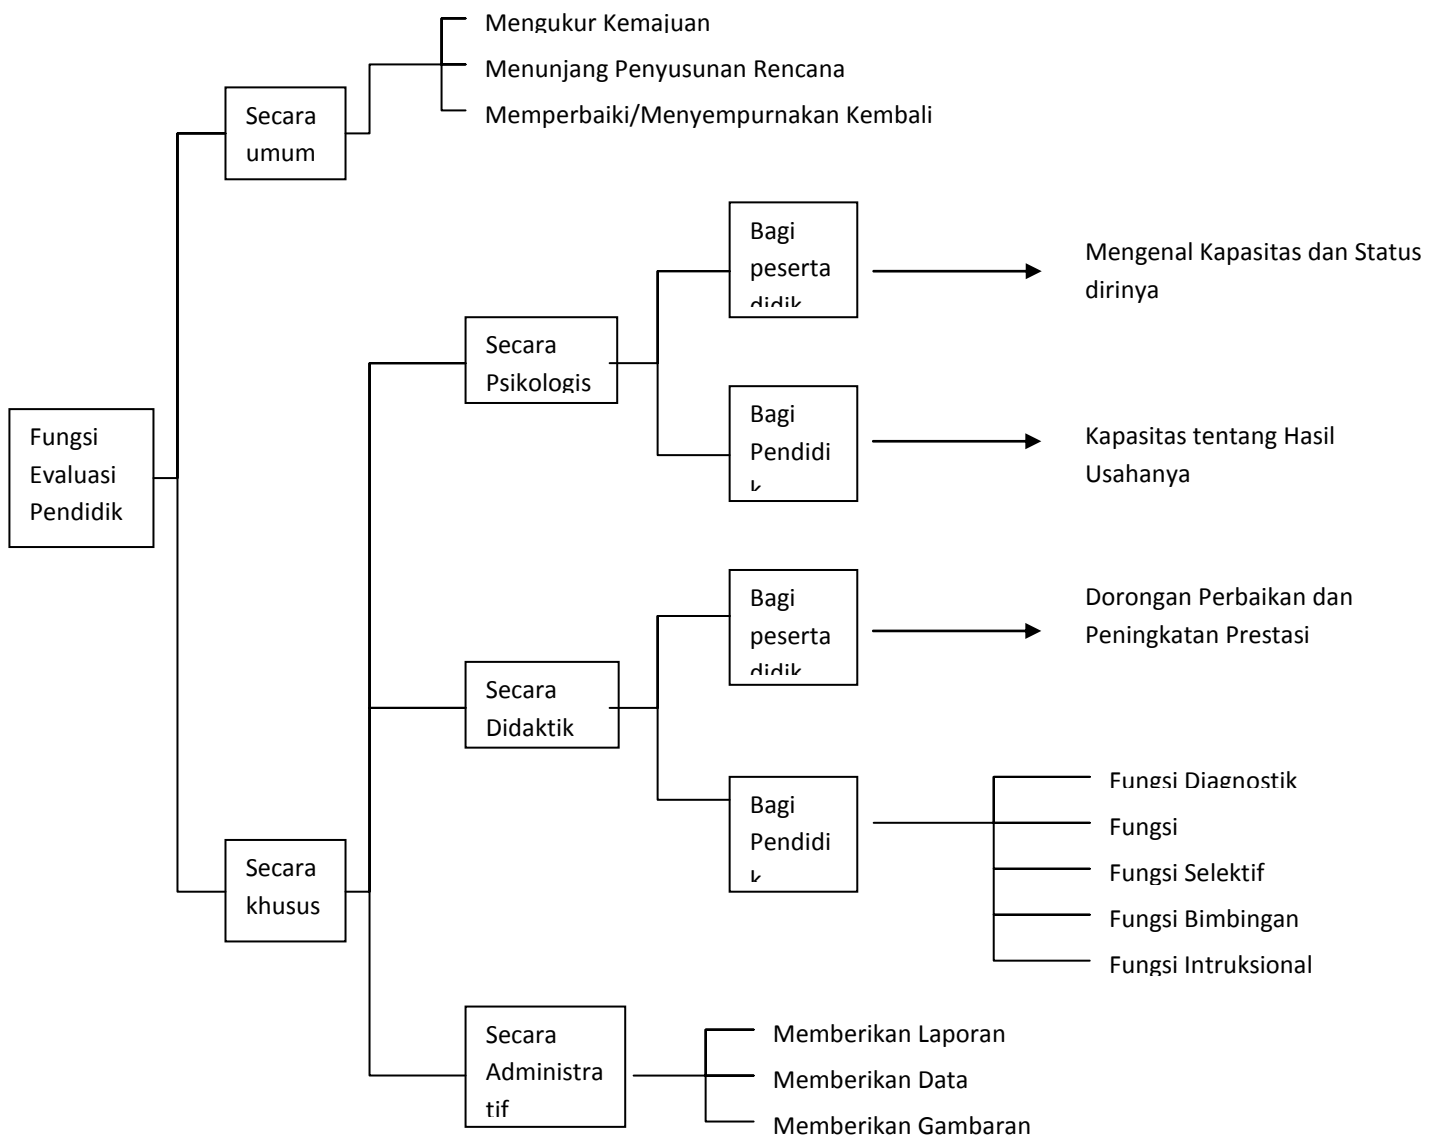 Mengukur Kemajuan
Menunjang Penyusunan Rencana
Memperbaiki/Menyempurnakan Kembali
Secara
umum
Bagi
peserta
didik
Mengenal Kapasitas dan Status
dirinya
Secara
Psikologis
Bagi
Pendidi
k
Kapasitas tentang Hasil
Usahanya
Fungsi
Evaluasi
Pendidik
Bagi
peserta
didik
Dorongan Perbaikan dan
Peningkatan Prestasi
Secara
Didaktik
Bagi
Pendidi
k
Fungsi Diagnostik
Fungsi
Fungsi Selektif
Fungsi Bimbingan
Fungsi Intruksional
Secara
khusus
Secara
Administra
tif
Memberikan Laporan
Memberikan Data
Memberikan Gambaran